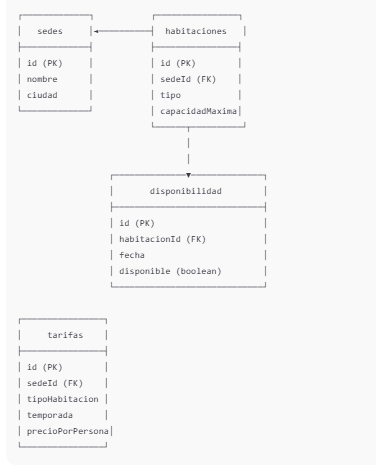 sedes
habitaciones
id (PK)
nombre
ciudad
id (PK)
sedeId (FK)
tipo
capacidadMaxima
disponibilidad
id (PK)
habitacionId (FK)
fecha
disponible (boolean)
tarifas
id (PK)
sedeId (FK)
tipoHabitacion
temporada
precioPorPersona